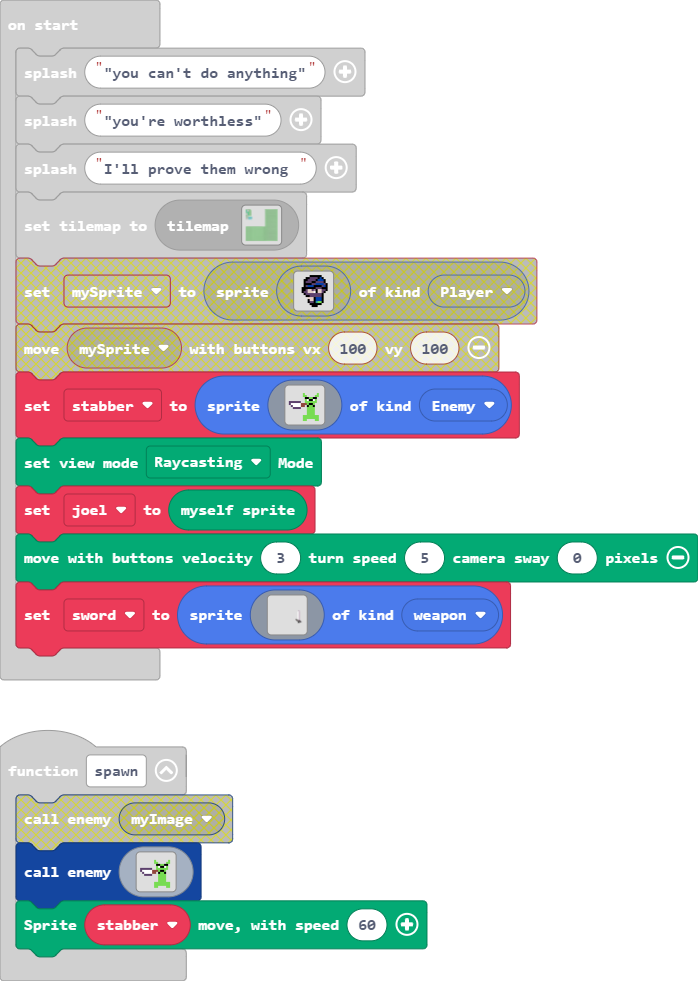 on start
splash ""you can't do anything""
splash ""you're worthless""
splash "I'll prove them wrong "
set tilemap to tilemap
set mySprite to sprite of kind Player
move mySprite with buttons vx 100 vy 100
set stabber to sprite of kind Enemy
set view mode Raycasting Mode
set joel to myself sprite
move with buttons velocity 3 turn speed 5 camera sway 0 pixels
set sword to sprite of kind weapon
function spawn
call enemy myImage
call enemy
Sprite stabber move, with speed 60